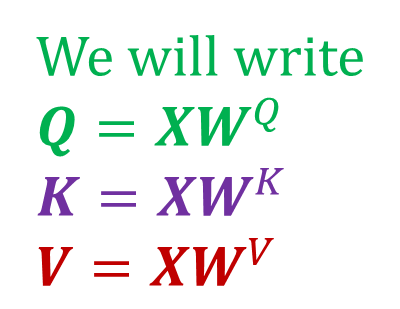 We will write
Q = XW^Q
K = XW^K
V = XW^V